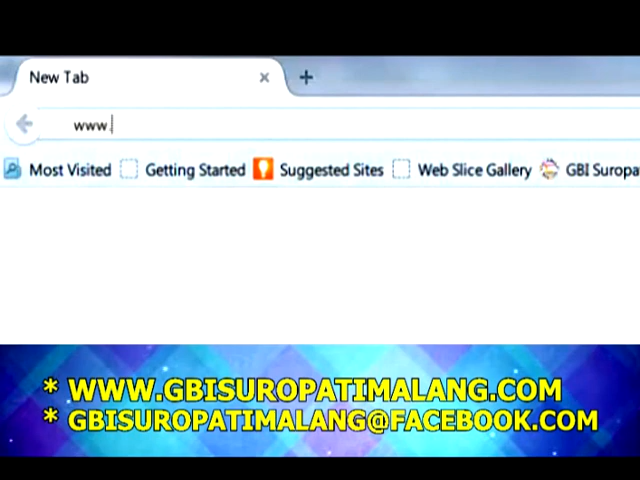 New Tab
www.
Most Visited Getting Started Suggested Sites Web Slice Gallery GBI Suropa
* WWW.GBISUROPATIMALANG.COM
* GBISUROPATIMALANG@FACEBOOK.COM